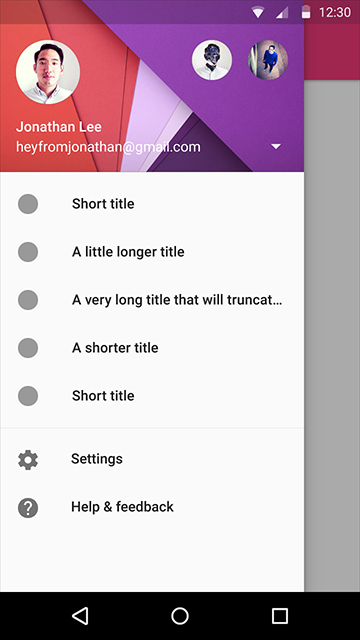 12:30
Jonathan Lee
heyfromjonathan@gmail.com
Short title
A little longer title
A very long title that will truncat...
A shorter title
Short title
Settings
Help & feedback